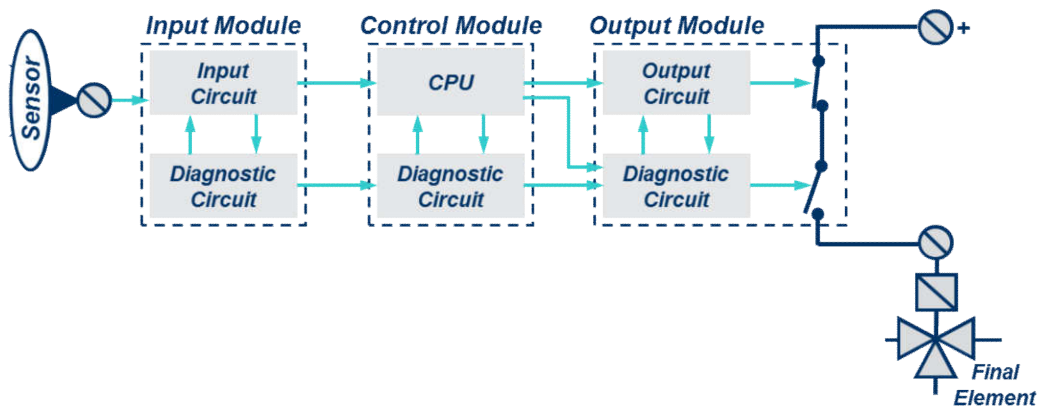 Input Module
Control Module
Output Module
+
Sensor
Input
Circuit
CPU
Output
Circuit
Diagnostic
Circuit
Diagnostic
Circuit
Diagnostic
Circuit
Final
Element